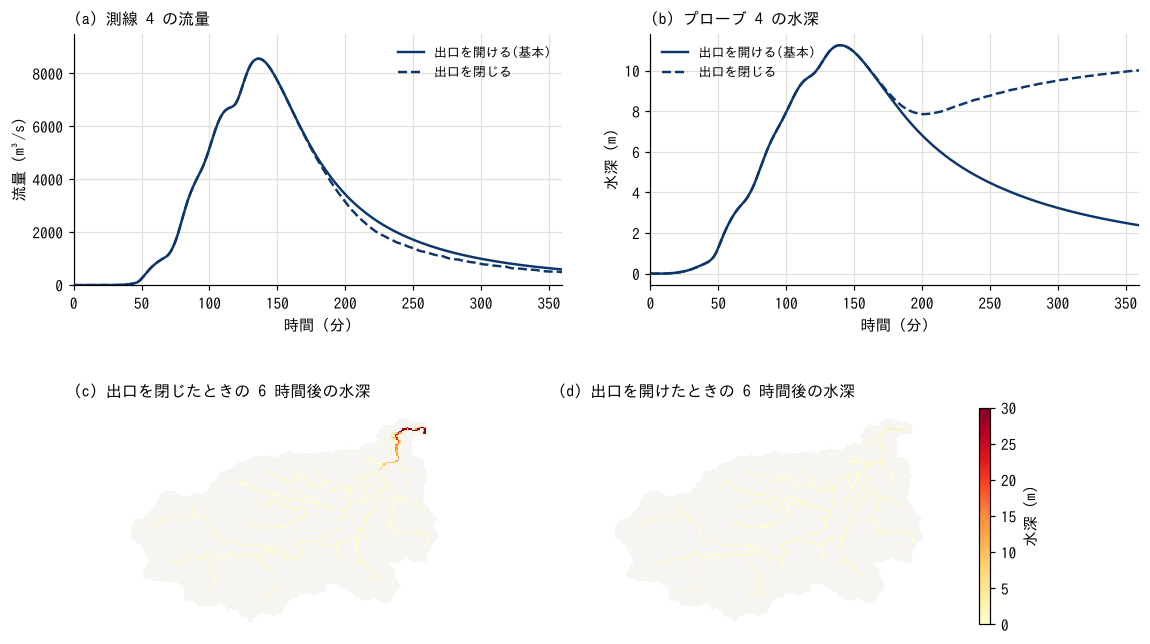 (a) 測線 4 の流量
出口を開ける(基本)
出口を閉じる
8000
6000
4000
2000
0
流量 (m³/s)
0 50 100 150 200 250 300 350
時間 (分)
(b) プローブ 4 の水深
出口を開ける(基本)
出口を閉じる
10
8
6
4
2
0
水深 (m)
0 50 100 150 200 250 300 350
時間 (分)
(c) 出口を閉じたときの 6 時間後の水深
(d) 出口を開けたときの 6 時間後の水深
30
25
20
15
10
5
0
水深 (m)